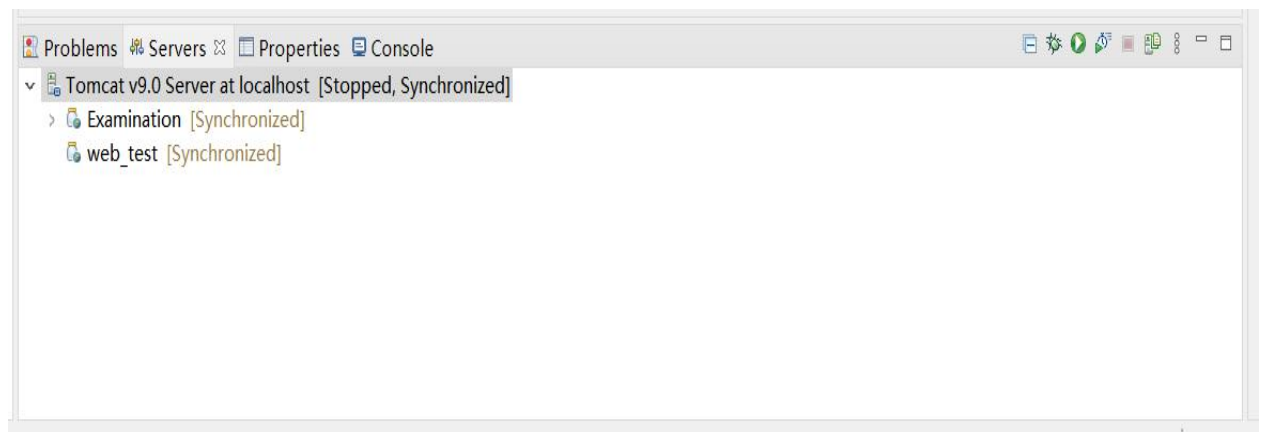 Problems Servers Properties Console
Tomcat v9.0 Server at localhost [Stopped, Synchronized]
Examination [Synchronized]
web_test [Synchronized]